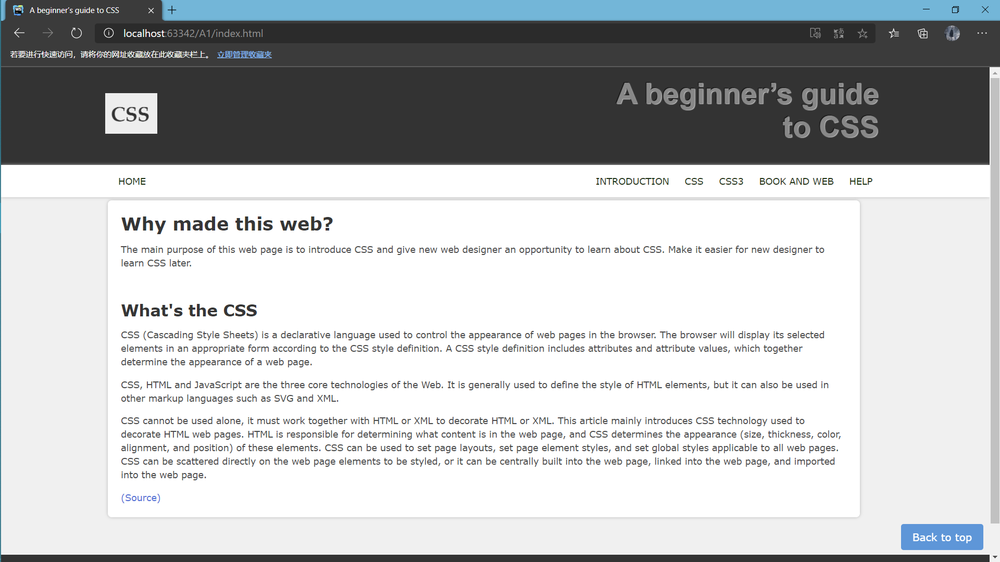 A beginner's guide to CSS
localhost:63342/A1/index.html
若要进行快速访问，请将你的网址收藏放在此收藏夹栏上。 立即管理收藏夹
CSS
A beginner's guide
to CSS
HOME INTRODUCTION CSS CSS3 BOOK AND WEB HELP
Why made this web?
The main purpose of this web page is to introduce CSS and give new web designer an opportunity to learn about CSS. Make it easier for new designer to
learn CSS later.
What's the CSS
CSS (Cascading Style Sheets) is a declarative language used to control the appearance of web pages in the browser. The browser will display its selected
elements in an appropriate form according to the CSS style definition. A CSS style definition includes attributes and attribute values, which together
determine the appearance of a web page.
CSS, HTML and JavaScript are the three core technologies of the Web. It is generally used to define the style of HTML elements, but it can also be used in
other markup languages such as SVG and XML.
CSS cannot be used alone, it must work together with HTML or XML to decorate HTML or XML. This article mainly introduces CSS technology used to
decorate HTML web pages. HTML is responsible for determining what content is in the web page, and CSS determines the appearance (size, thickness, color,
alignment, and position) of these elements. CSS can be used to set page layouts, set page element styles, and set global styles applicable to all web pages.
CSS can be scattered directly on the web page elements to be styled, or it can be centrally built into the web page, linked into the web page, and imported
into the web page.
(Source)
Back to top